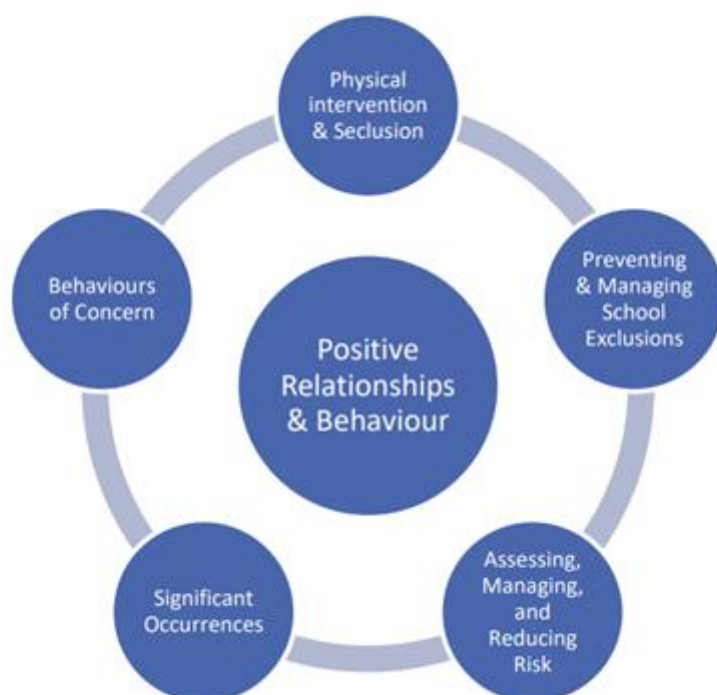 Physical
intervention
& Seclusion
Preventing
& Managing
School
Exclusions
Assessing,
Managing,
and
Reducing
Risk
Significant
Occurrences
Behaviours
of Concern
Positive
Relationships
& Behaviour